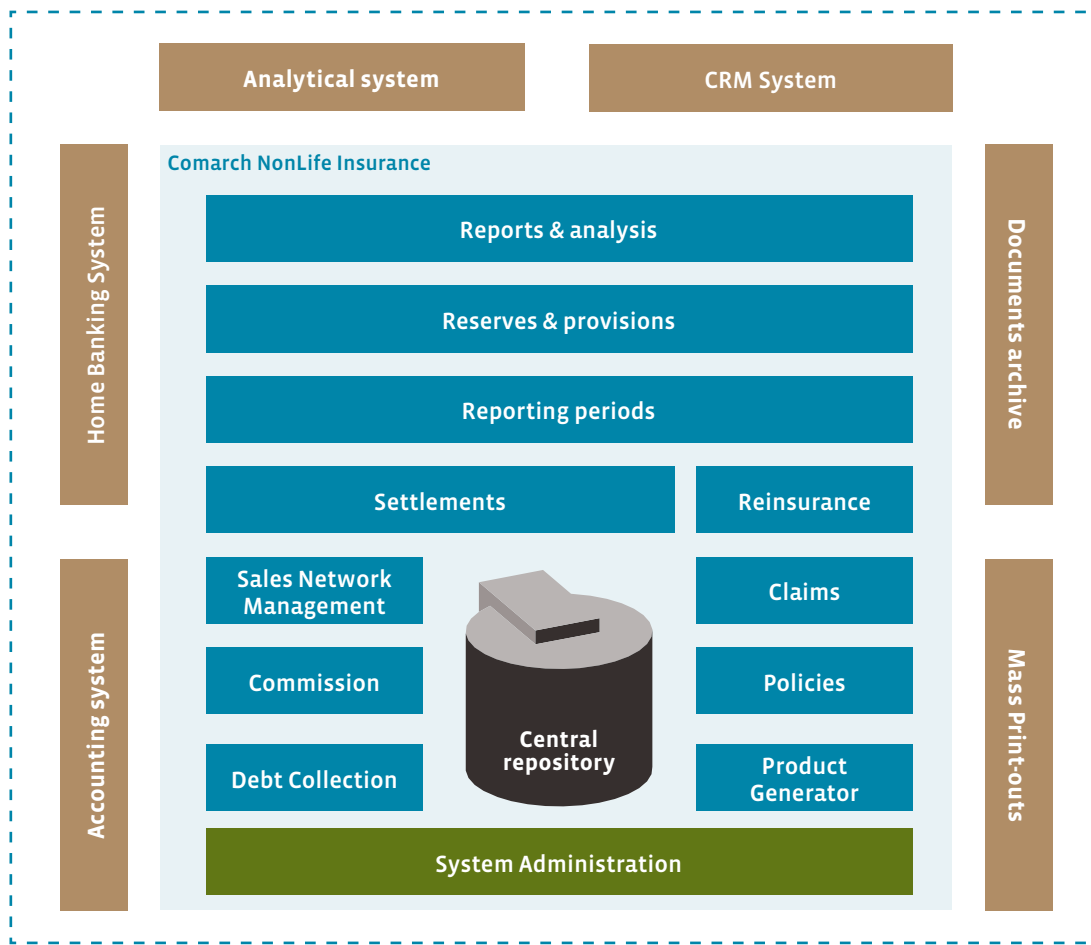 Analytical system
CRM System
Home Banking System
Comarch NonLife Insurance
Reports & analysis
Reserves & provisions
Reporting periods
Settlements
Reinsurance
Documents archive
Accounting system
Sales Network
Management
Claims
Commission
Policies
Central
repository
Debt Collection
Product
Generator
System Administration
Mass Print-outs